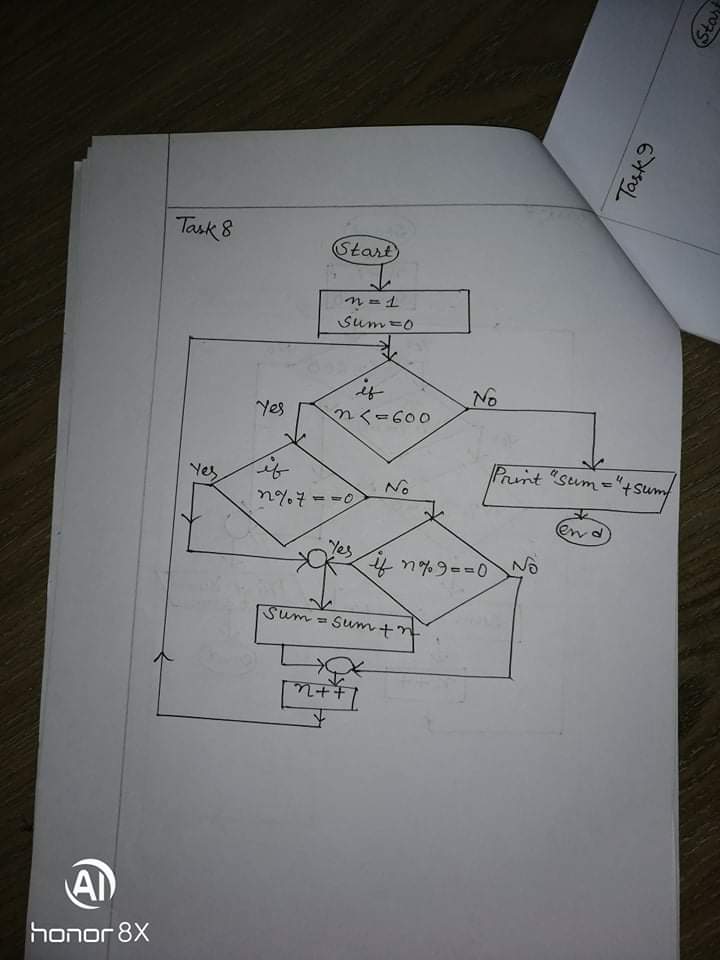 Start
Task 9
Task 8
Start
n = 1
sum = 0
if
n <= 600
Yes
No
if
n % 7 == 0
Yes
No
Print "sum = " + sum
end
Yes
if n % 9 == 0
No
sum = sum + n
n++
AI
honor 8X